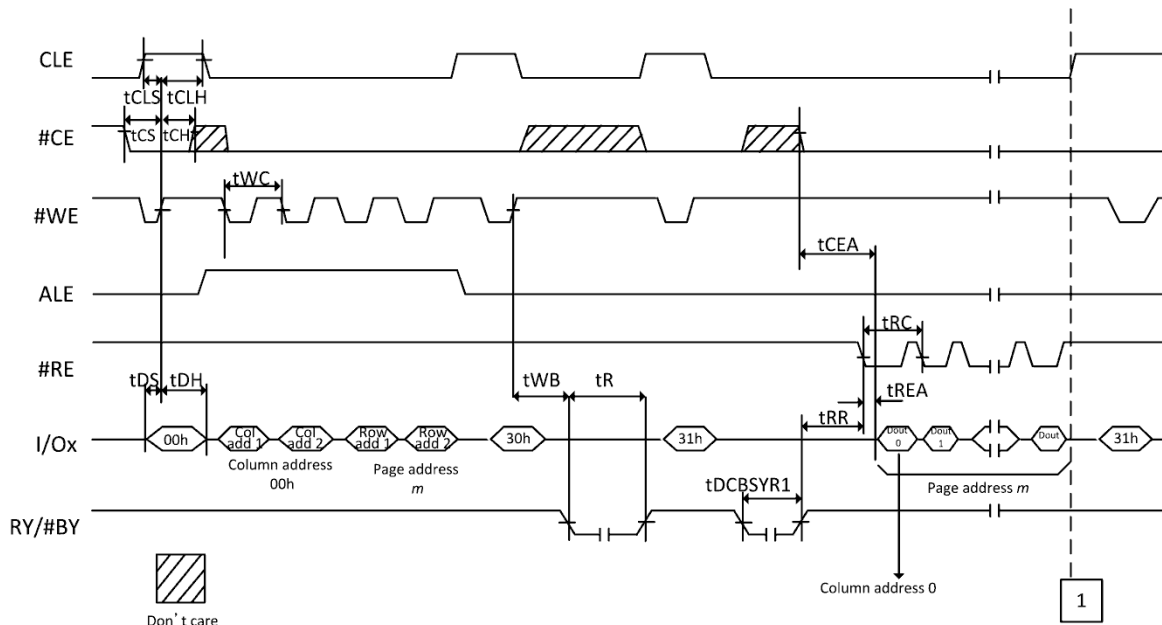 CLE
tCLS tCLH
#CE
tCS tCH
tWC
#WE
tCEA
ALE
tRC
#RE
tDS tDH
tWB tR
tREA
tRR
I/Ox
00h
Col add 1
Col add 2
Row add 1
Row add 2
30h
31h
Dout 0
Dout 1
Dout
31h
Column address
00h
Page address
m
Page address m
tDCBSYR1
RY/#BY
Column address 0
1
Don't care